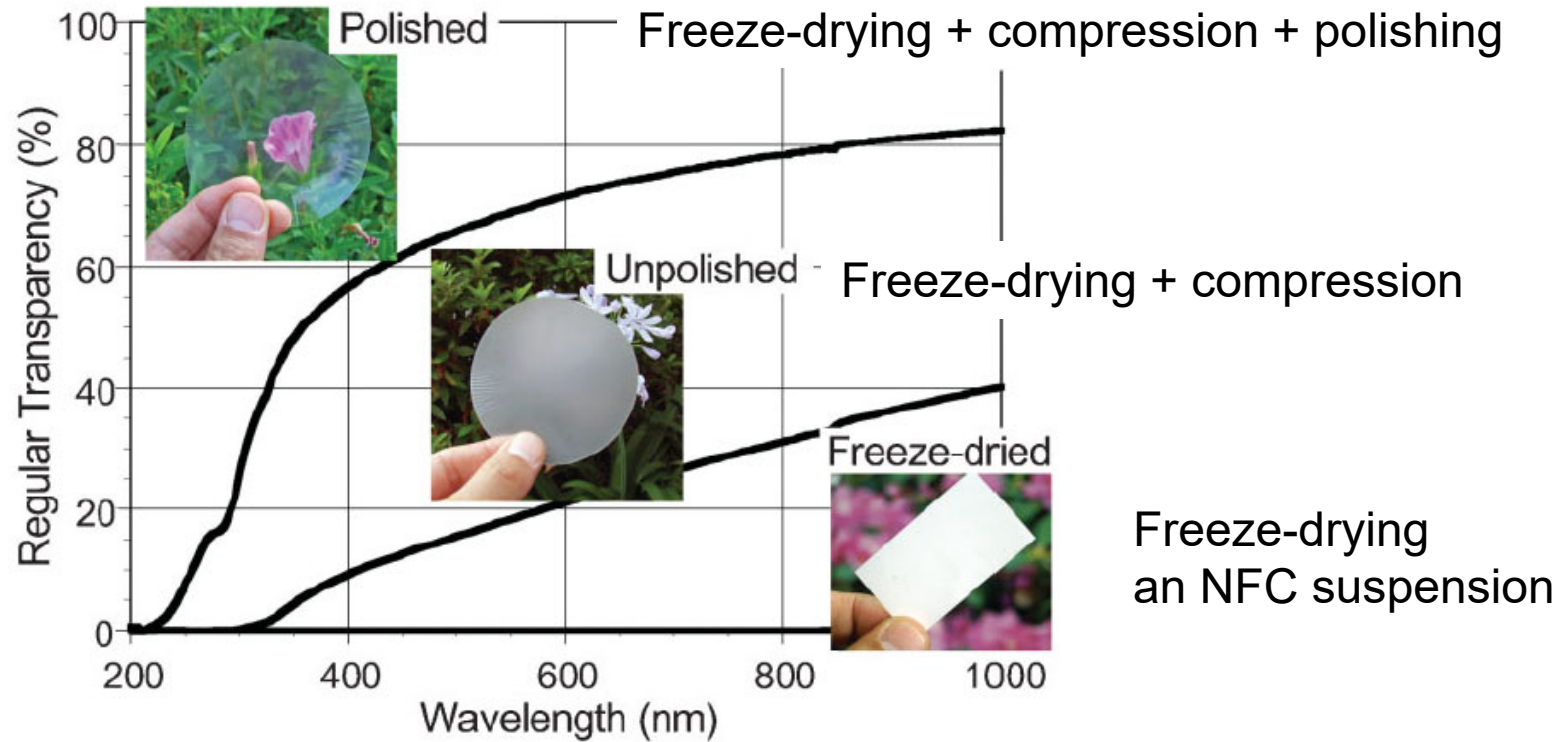 100
Polished
Freeze-drying + compression + polishing
80
60
Unpolished
Freeze-drying + compression
40
Freeze-dried
20
Freeze-drying
an NFC suspension
0
Regular Transparency (%)
200 400 600 800 1000
Wavelength (nm)